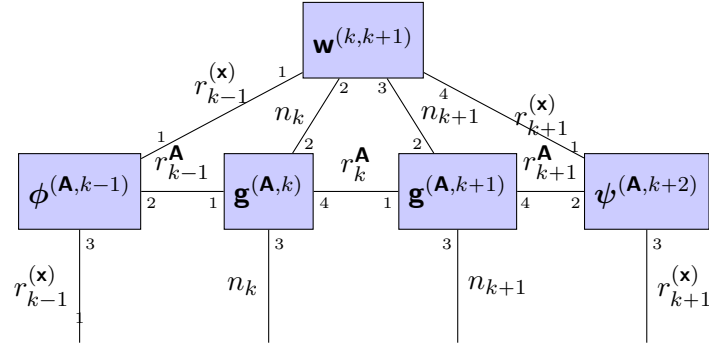 w^(k,k+1)
1 2 3 4
r_{k-1}^{(x)} n_k n_{k+1} r_{k+1}^{(x)}
1 2 2 1
r_{k-1}^A r_k^A r_{k+1}^A
ϕ^(A,k−1) g^(A,k) g^(A,k+1) ψ^(A,k+2)
2 1 4 1 4 2
3 3 3 3
r_{k-1}^{(x)} n_k n_{k+1} r_{k+1}^{(x)}
1